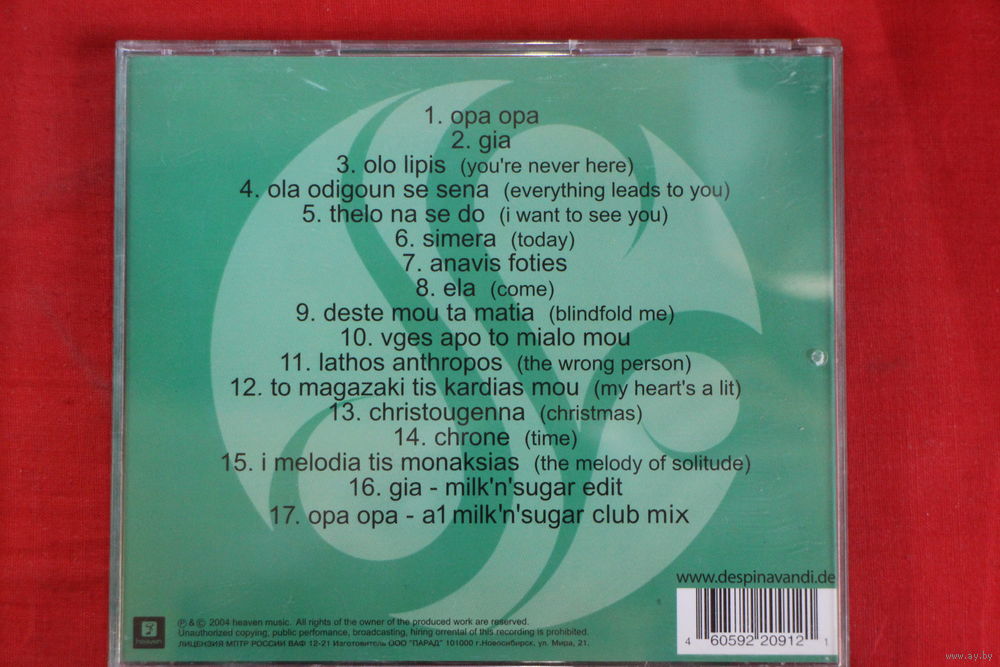 1. opa opa
2. gia
3. olo lipis (you're never here)
4. ola odigoun se sena (everything leads to you)
5. thelo na se do (i want to see you)
6. simera (today)
7. anavis foties
8. ela (come)
9. deste mou ta matia (blindfold me)
10. vges apo to mialo mou
11. lathos anthropos (the wrong person)
12. to magazaki tis kardias mou (my heart's a lit)
13. christougenna (christmas)
14. chrone (time)
15. i melodia tis monaksias (the melody of solitude)
16. gia - milk'n'sugar edit
17. opa opa - a1 milk'n'sugar club mix
www.despinavandi.de
heaven
℗ & © 2004 heaven music. All rights of the owner of the produced work are reserved.
Unauthorized copying, public perfomance, broadcasting, hiring orrental of this recording is prohibited.
ЛИЦЕНЗИЯ МПТР РОССИИ ВАФ 12-21 Изготовитель ООО "ПАРАД" 101000 г.Новосибирск, ул. Мира, 21.
4 60592 20912 1
www.ay.by